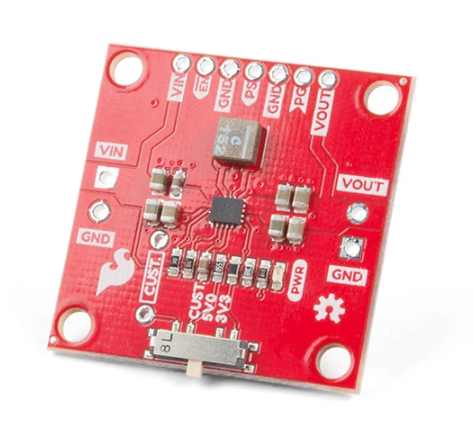 VIN
EN
GND
PS
GND
PG
VOUT
VIN
VOUT
GND
GND
CUST.
PWR
CUST.
5V0
3V3